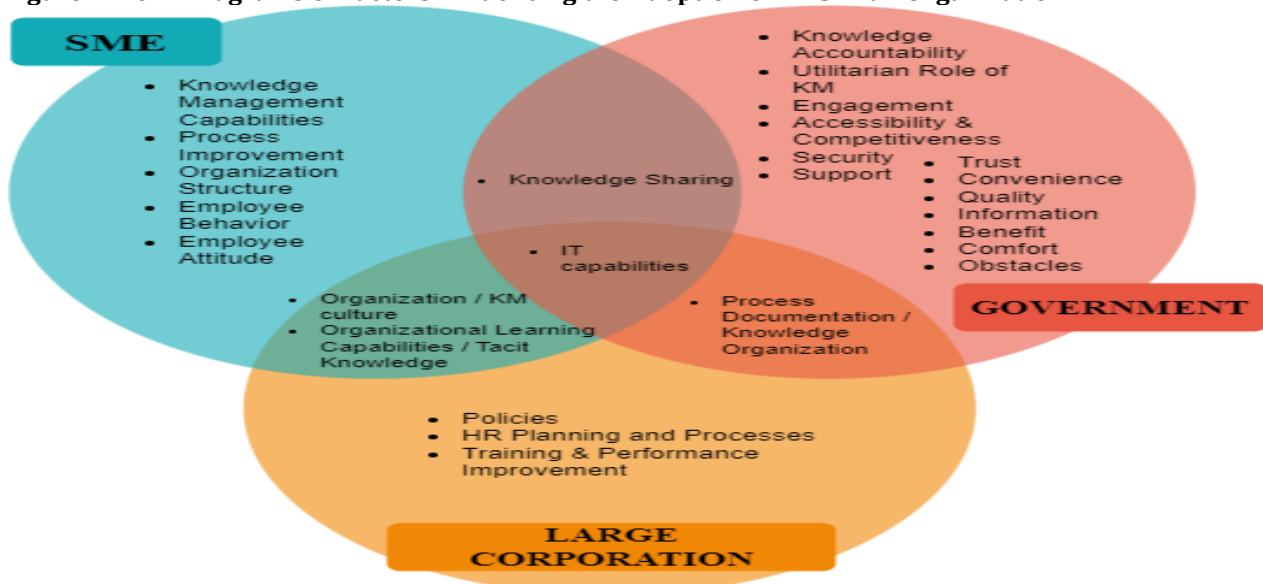 SME
• Knowledge
Management
Capabilities
• Process
Improvement
• Organization
Structure
• Employee
Behavior
• Employee
Attitude
• Knowledge
Accountability
• Utilitarian Role of
KM
• Engagement
• Accessibility &
Competitiveness
• Security
• Support
• Trust
• Convenience
• Quality
• Information
• Benefit
• Comfort
• Obstacles
GOVERNMENT
• Knowledge Sharing
• IT
capabilities
• Organization / KM
culture
• Organizational Learning
Capabilities / Tacit
Knowledge
• Process
Documentation /
Knowledge
Organization
• Policies
• HR Planning and Processes
• Training & Performance
Improvement
LARGE
CORPORATION